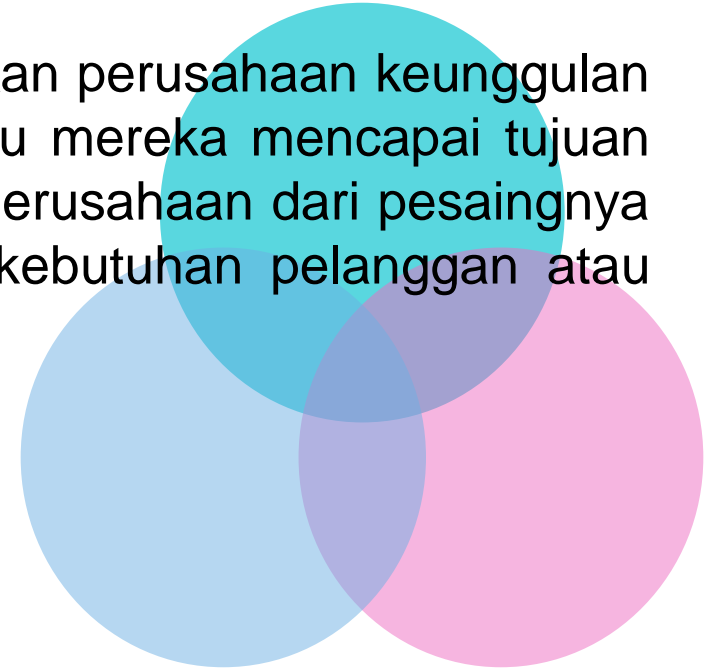 an perusahaan keunggulan
u mereka mencapai tujuan
erusahaan dari pesaingnya
kebutuhan pelanggan atau